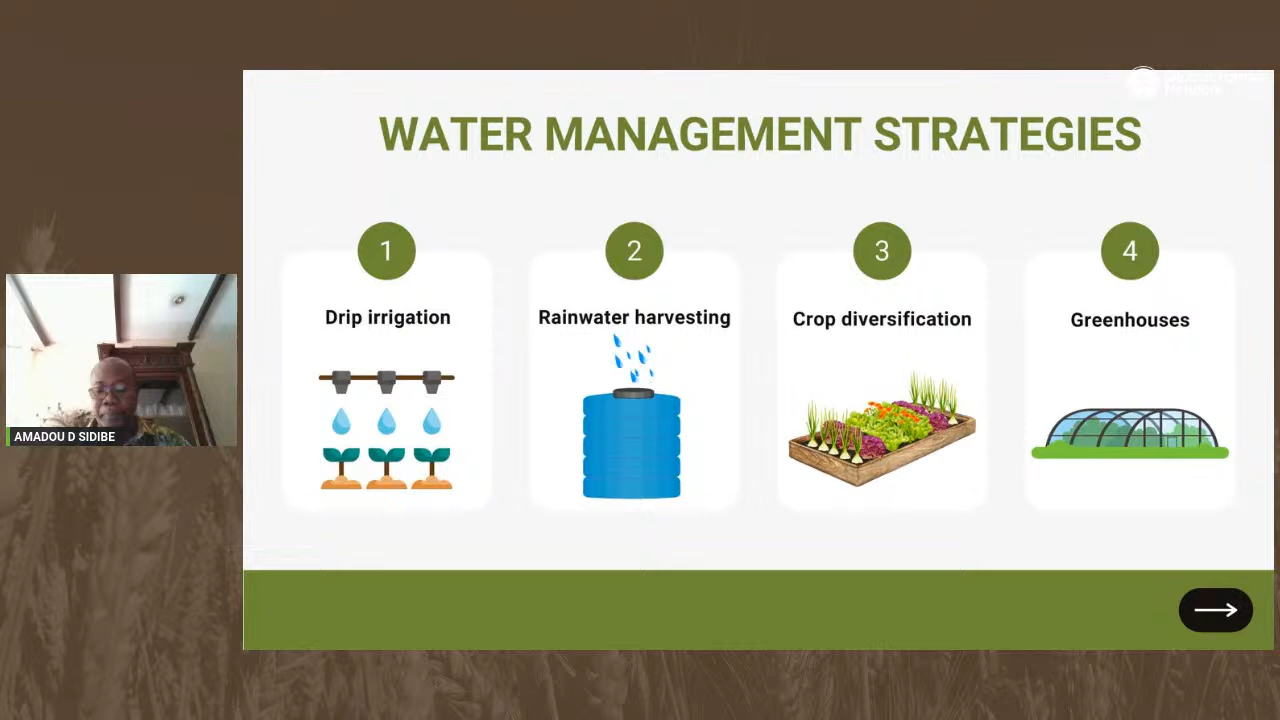 WATER MANAGEMENT STRATEGIES
1
Drip irrigation
2
Rainwater harvesting
3
Crop diversification
4
Greenhouses
AMADOU D SIDIBE